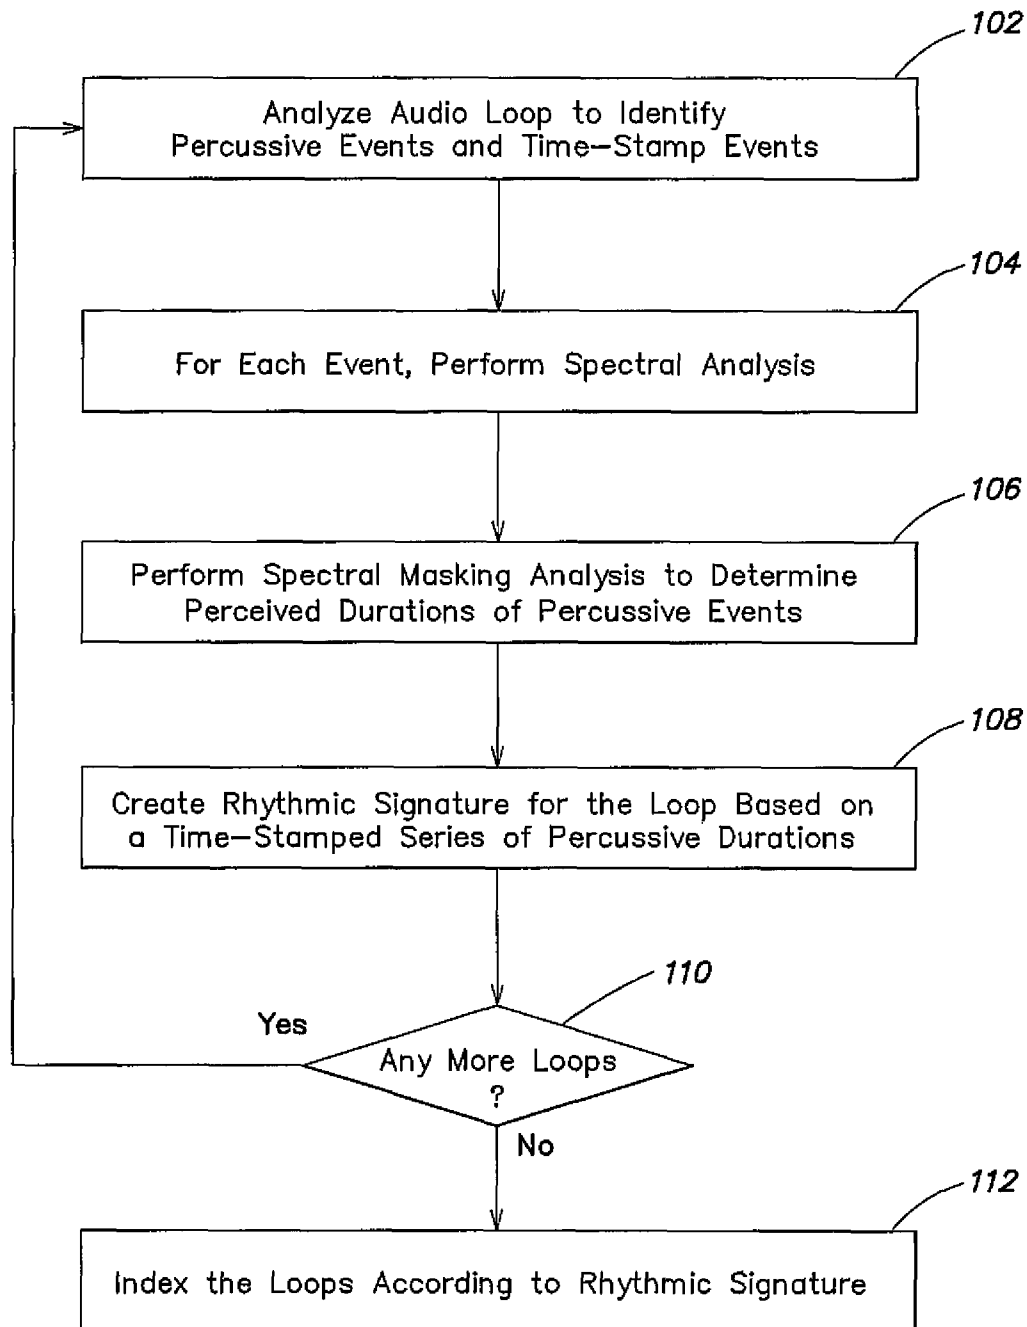 102
Analyze Audio Loop to Identify
Percussive Events and Time-Stamp Events
104
For Each Event, Perform Spectral Analysis
106
Perform Spectral Masking Analysis to Determine
Perceived Durations of Percussive Events
108
Create Rhythmic Signature for the Loop Based on
a Time-Stamped Series of Percussive Durations
110
Yes
Any More Loops
?
No
112
Index the Loops According to Rhythmic Signature